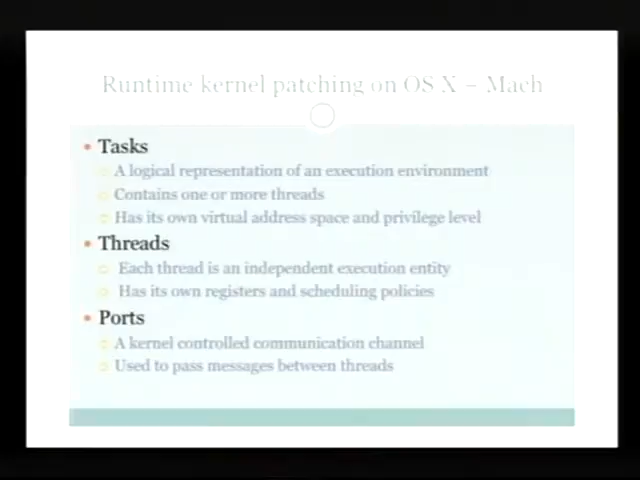 Runtime kernel patching on OS X – Mach
Tasks
A logical representation of an execution environment
Contains one or more threads
Has its own virtual address space and privilege level
Threads
Each thread is an independent execution entity
Has its own registers and scheduling policies
Ports
A kernel controlled communication channel
Used to pass messages between threads